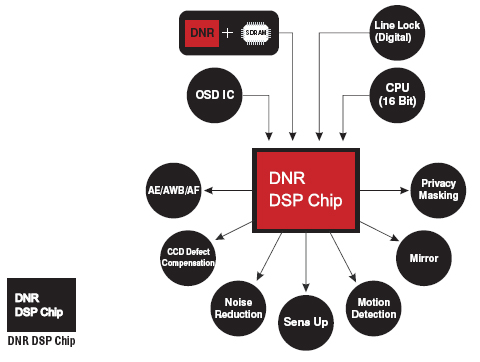 DNR + SDRAM
Line Lock
(Digital)
OSD IC
CPU
(16 Bit)
DNR
DSP Chip
AE/AWB/AF
Privacy
Masking
CCD Defect
Compensation
Mirror
Noise
Reduction
Sens Up
Motion
Detection
DNR
DSP Chip
DNR DSP Chip